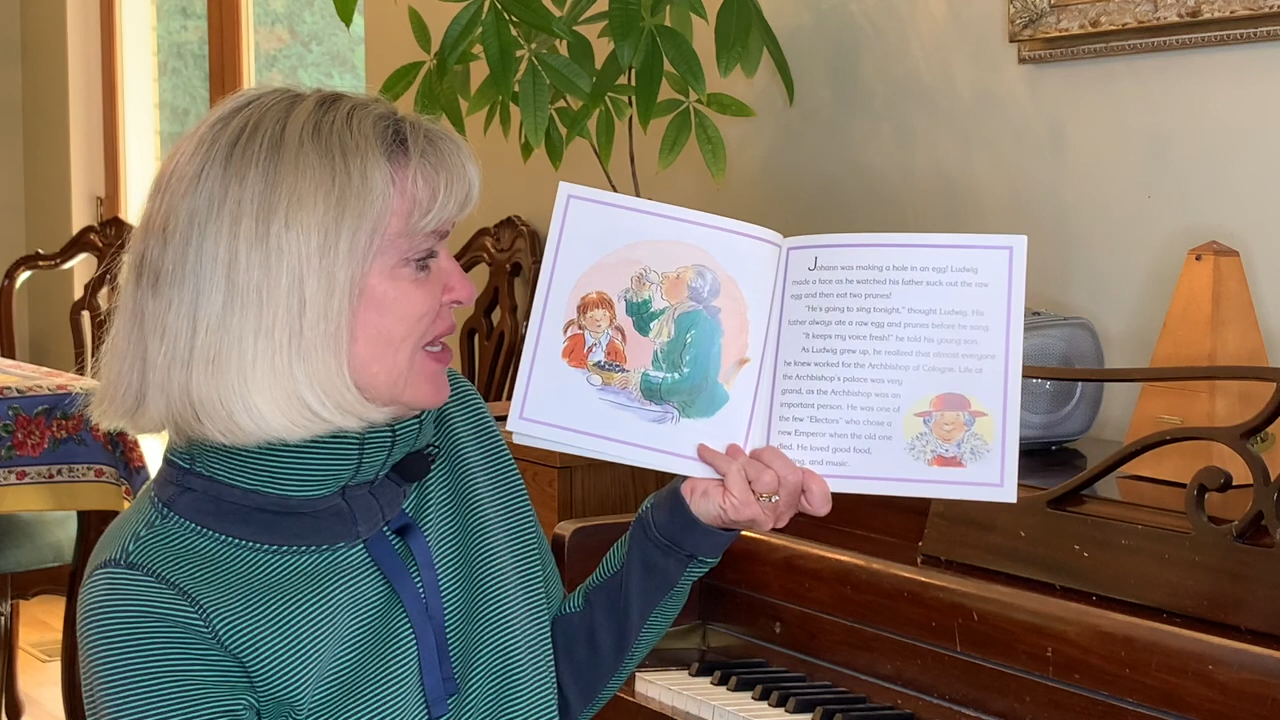 Johann was making a hole in an egg! Ludwig
made a face as he watched his father suck out the raw
egg and then eat two prunes!
"He's going to sing tonight," thought Ludwig. His
father always ate a raw egg and prunes before he sang.
"It keeps my voice fresh!" he told his young son.
As Ludwig grew up, he realized that almost everyone
he knew worked for the Archbishop of Cologne. Life at
the Archbishop's palace was very
grand, as the Archbishop was an
important person. He was one of
the few "Electors" who chose a
new Emperor when the old one
died. He loved good food,
and music.